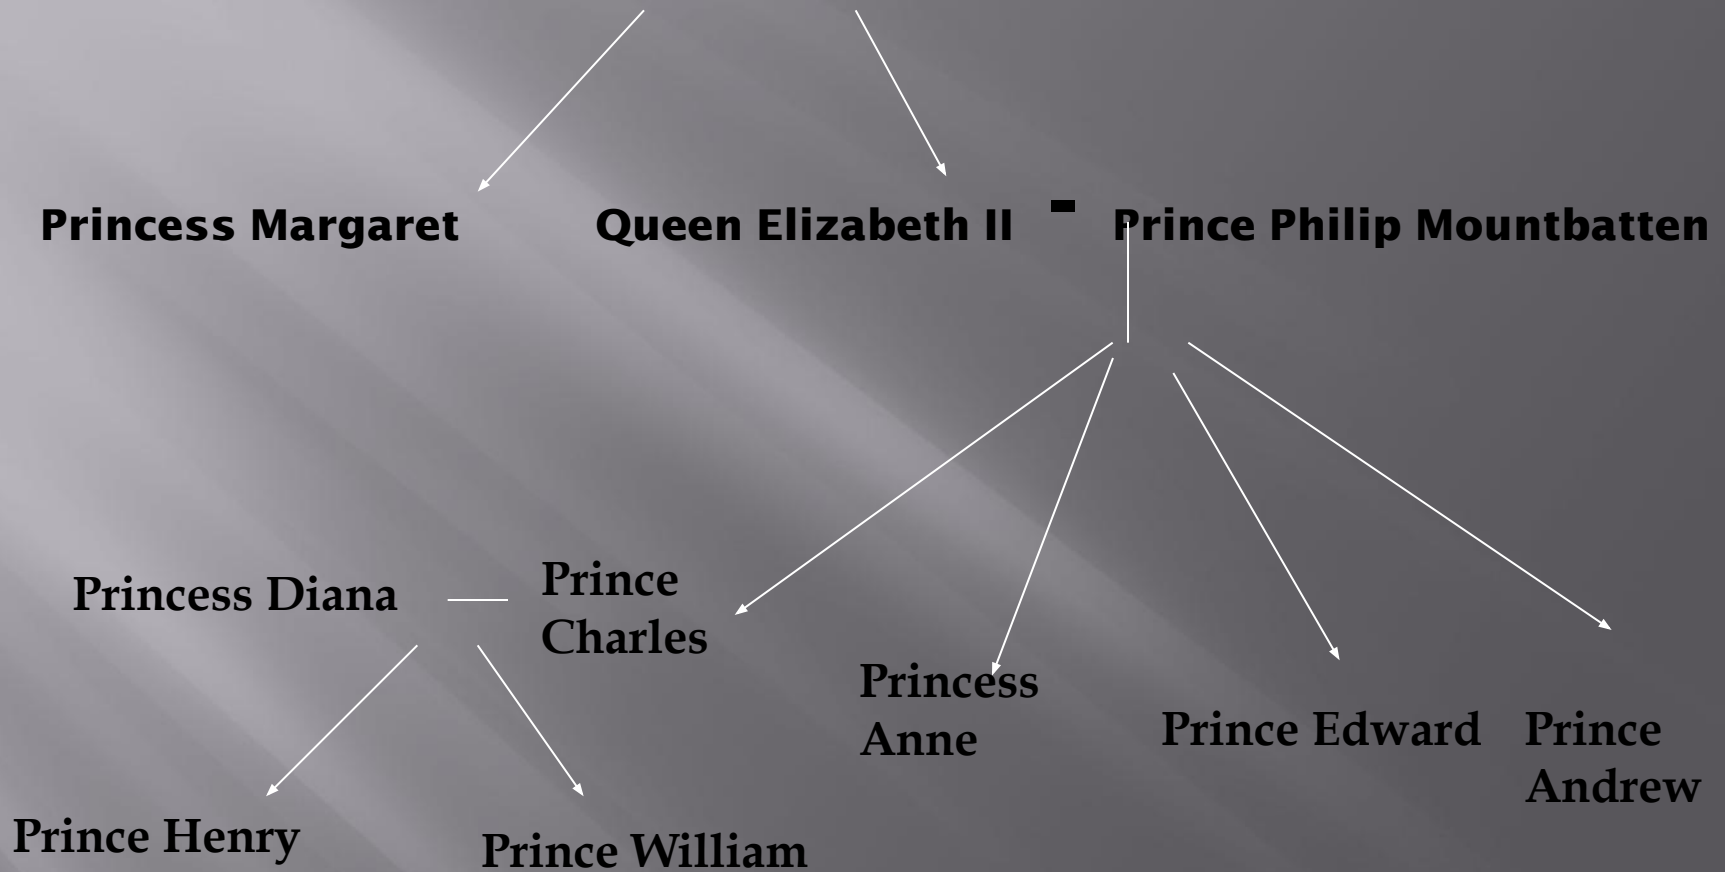 Princess Margaret
Queen Elizabeth II - Prince Philip Mountbatten
Princess Diana
Prince
Charles
Princess
Anne
Prince Edward
Prince
Andrew
Prince Henry
Prince William